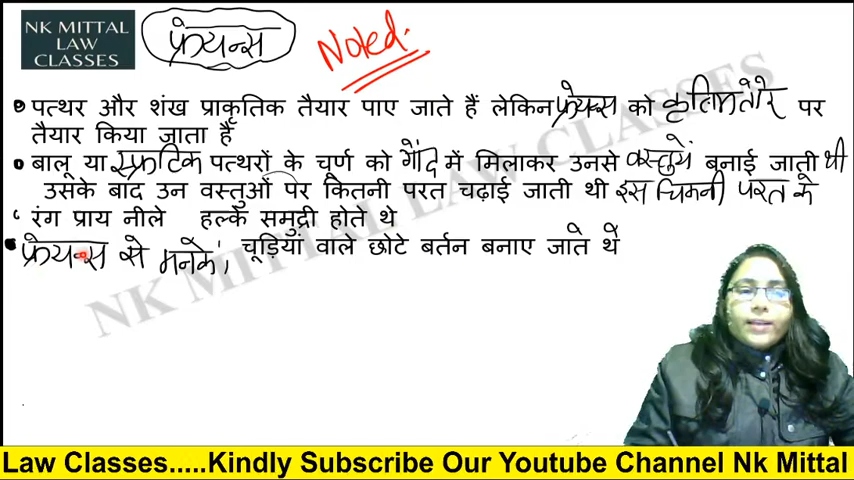 NK MITTAL
LAW
CLASSES
फ्रेयन्स
Noted.
पत्थर और शंख प्राकृतिक तैयार पाए जाते हैं लेकिन फ्रेयन्स को कृत्रिम तौर पर
तैयार किया जाता है
बालू या स्फटिक पत्थरों के चूर्ण को गोंद में मिलाकर उनसे वस्तुयें बनाई जाती थी
उसके बाद उन वस्तुओं पर कितनी परत चढ़ाई जाती थी इस चिकनी परत के
रंग प्राय नीले हल्के समुद्री होते थे
फ्रेयन्स से मनके, चूड़ियां वाले छोटे बर्तन बनाए जाते थे
NK MITTAL LAW CLASSES
Law Classes.....Kindly Subscribe Our Youtube Channel Nk Mittal